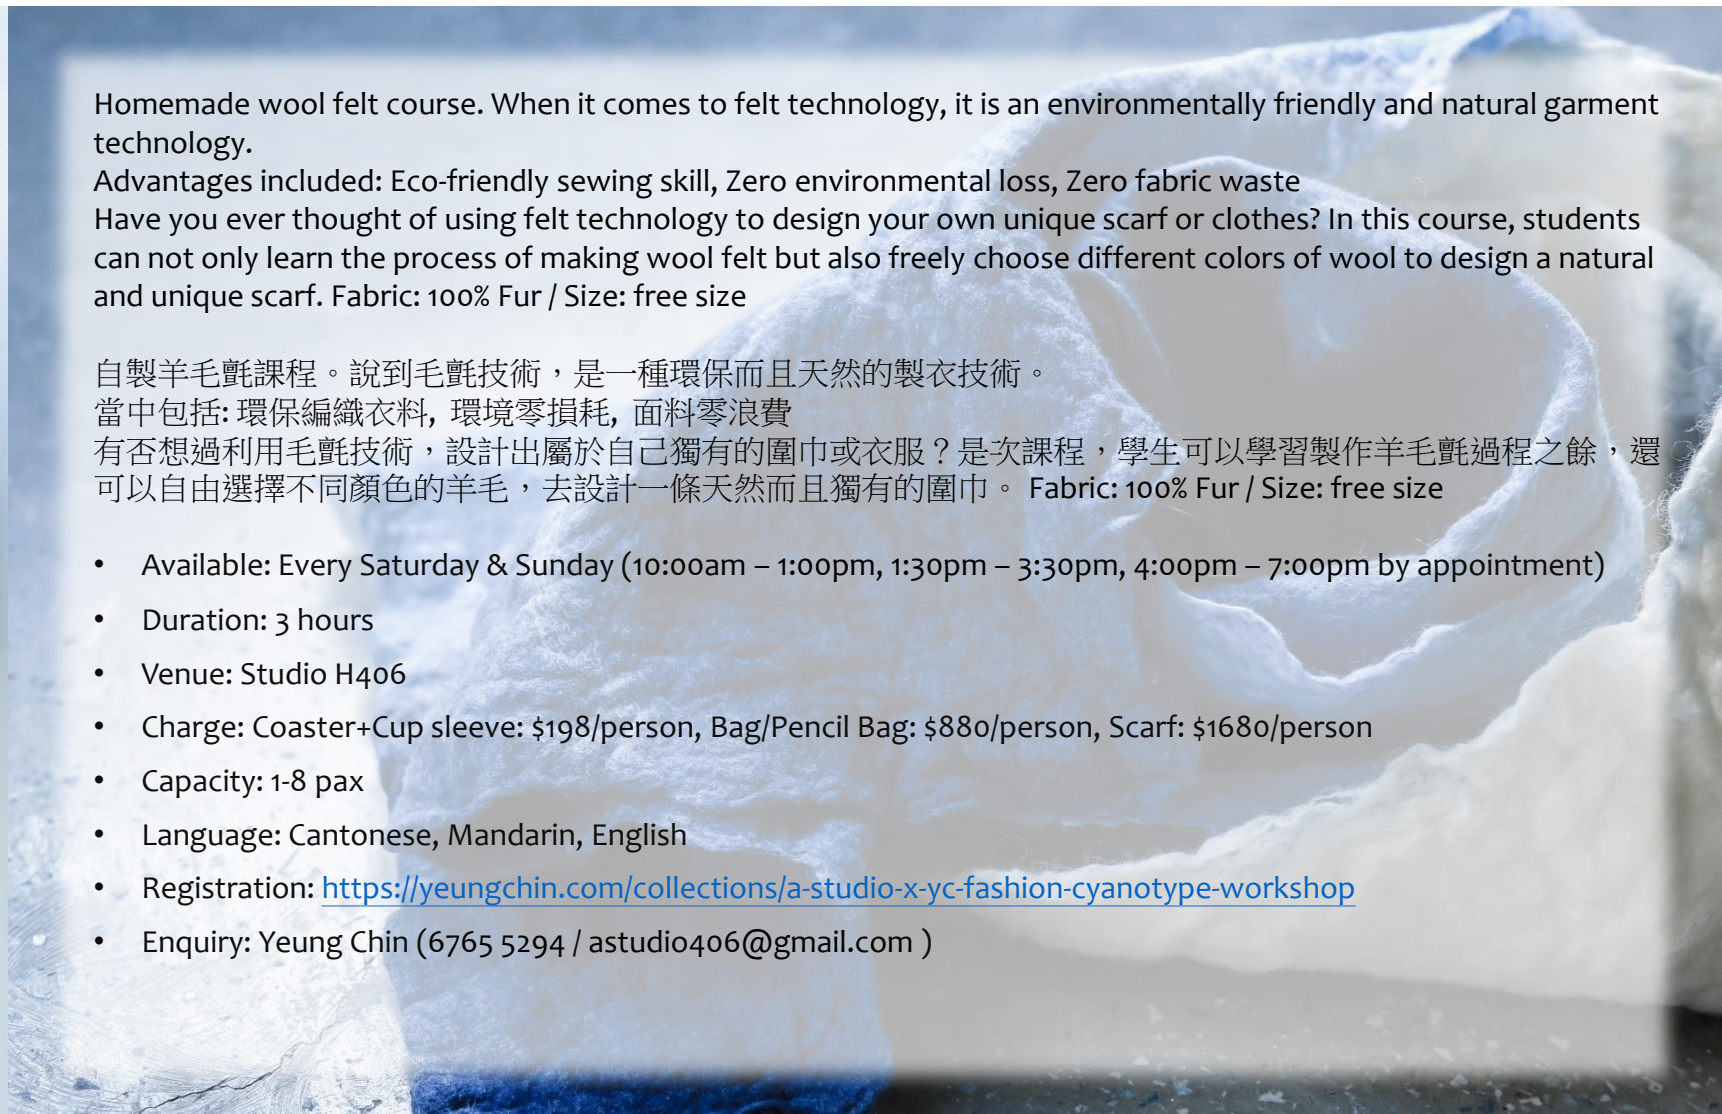 Homemade wool felt course. When it comes to felt technology, it is an environmentally friendly and natural garment
technology.
Advantages included: Eco-friendly sewing skill, Zero environmental loss, Zero fabric waste
Have you ever thought of using felt technology to design your own unique scarf or clothes? In this course, students
can not only learn the process of making wool felt but also freely choose different colors of wool to design a natural
and unique scarf. Fabric: 100% Fur / Size: free size
自製羊毛氈課程。說到毛氈技術，是一種環保而且天然的製衣技術。
當中包括: 環保編織衣料, 環境零損耗, 面料零浪費
有否想過利用毛氈技術，設計出屬於自己獨有的圍巾或衣服？是次課程，學生可以學習製作羊毛氈過程之餘，還
可以自由選擇不同顏色的羊毛，去設計一條天然而且獨有的圍巾。 Fabric: 100% Fur / Size: free size
• Available: Every Saturday & Sunday (10:00am – 1:00pm, 1:30pm – 3:30pm, 4:00pm – 7:00pm by appointment)
• Duration: 3 hours
• Venue: Studio H406
• Charge: Coaster+Cup sleeve: $198/person, Bag/Pencil Bag: $880/person, Scarf: $1680/person
• Capacity: 1-8 pax
• Language: Cantonese, Mandarin, English
• Registration: https://yeungchin.com/collections/a-studio-x-yc-fashion-cyanotype-workshop
• Enquiry: Yeung Chin (6765 5294 / astudio406@gmail.com )